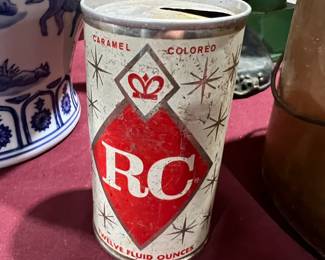 CARAMEL COLORED
RC
TWELVE FLUID OUNCES